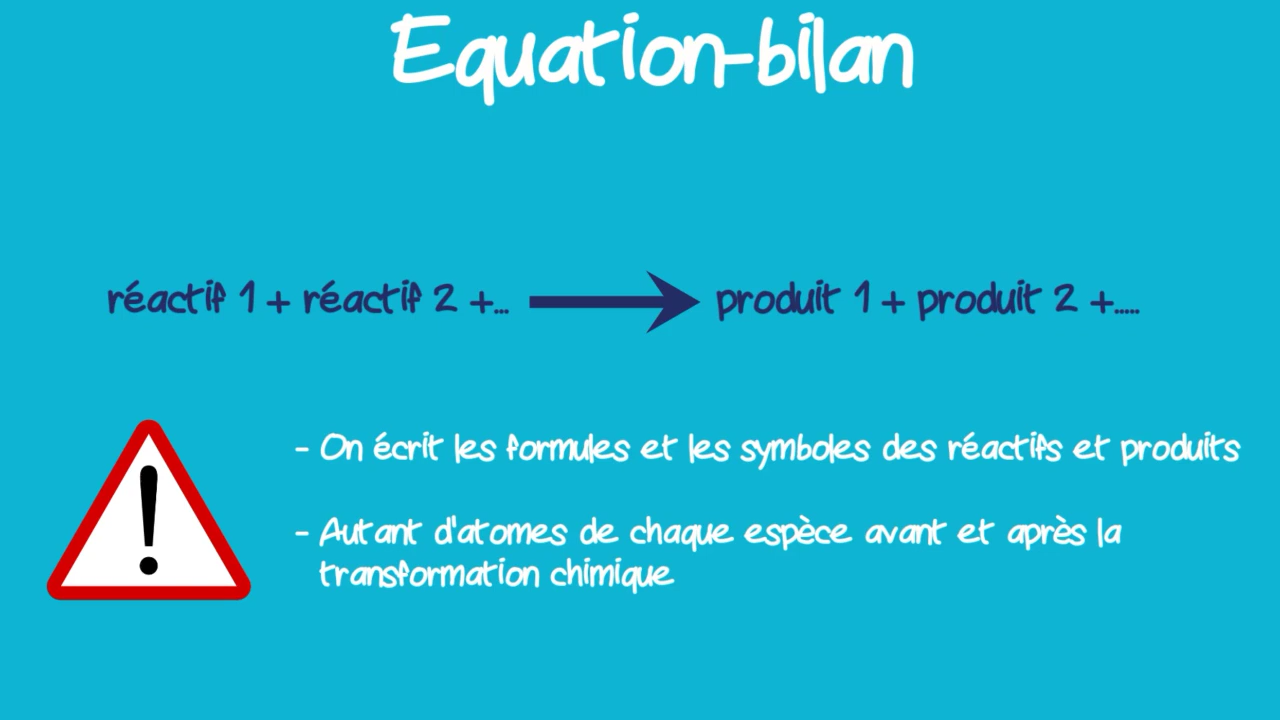 Equation-bilan
réactif 1 + réactif 2 +... produit 1 + produit 2 +.....
- On écrit les formules et les symboles des réactifs et produits
- Autant d'atomes de chaque espèce avant et après la
transformation chimique